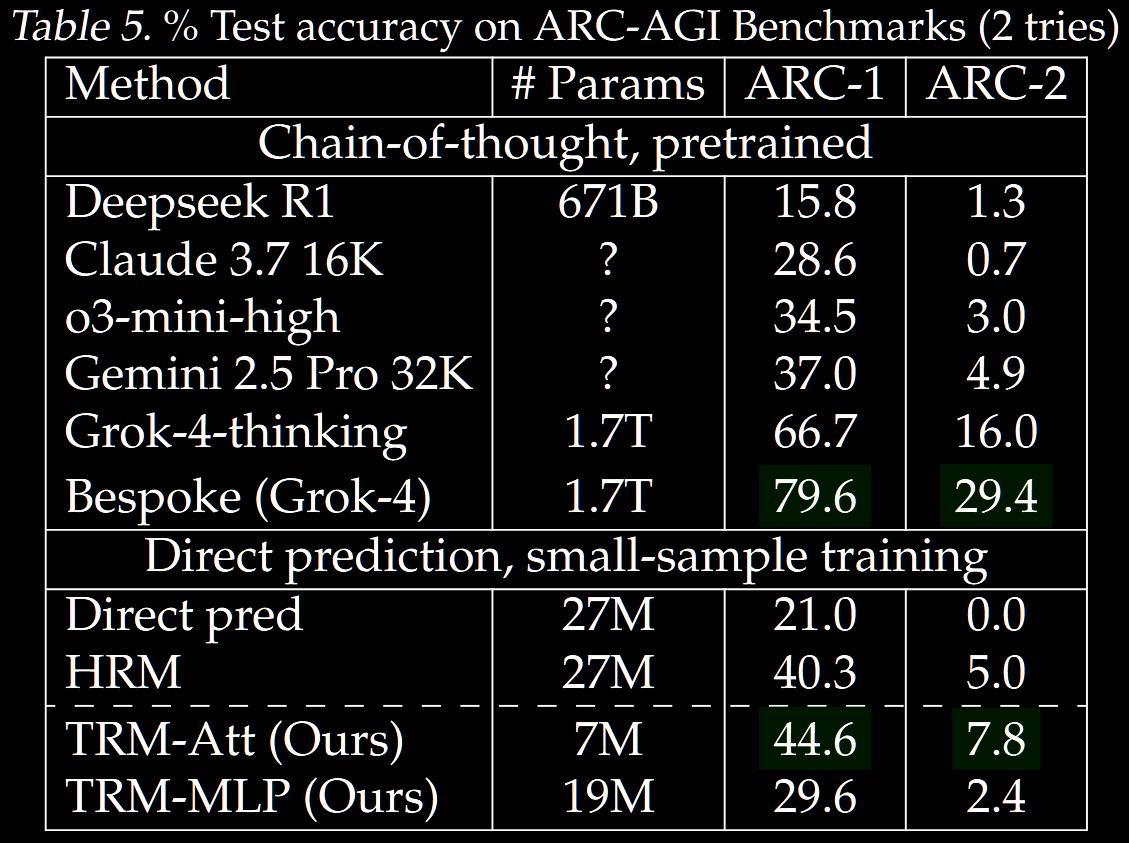 Table 5. % Test accuracy on ARC-AGI Benchmarks (2 tries)
Method # Params ARC-1 ARC-2
Chain-of-thought, pretrained
Deepseek R1 671B 15.8 1.3
Claude 3.7 16K ? 28.6 0.7
o3-mini-high ? 34.5 3.0
Gemini 2.5 Pro 32K ? 37.0 4.9
Grok-4-thinking 1.7T 66.7 16.0
Bespoke (Grok-4) 1.7T 79.6 29.4
Direct prediction, small-sample training
Direct pred 27M 21.0 0.0
HRM 27M 40.3 5.0
TRM-Att (Ours) 7M 44.6 7.8
TRM-MLP (Ours) 19M 29.6 2.4